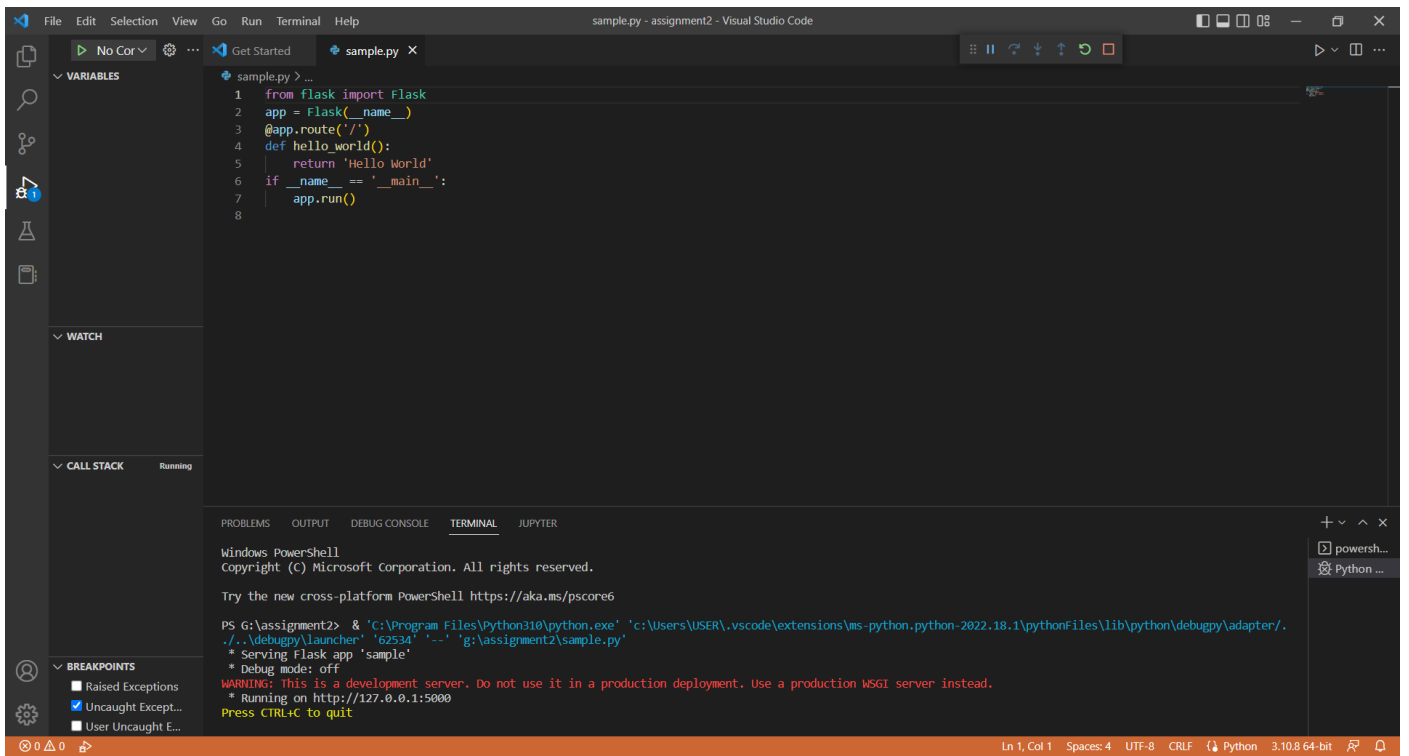 File Edit Selection View Go Run Terminal Help
sample.py - assignment2 - Visual Studio Code
No Cor
Get Started
sample.py
VARIABLES
sample.py > ...
1 from flask import Flask
2 app = Flask(__name__)
3 @app.route('/')
4 def hello_world():
5 return 'Hello World'
6 if __name__ == '__main__':
7 app.run()
8
1
WATCH
CALL STACK Running
PROBLEMS OUTPUT DEBUG CONSOLE TERMINAL JUPYTER
Windows PowerShell
Copyright (C) Microsoft Corporation. All rights reserved.
Try the new cross-platform PowerShell https://aka.ms/pscore6
PS G:\assignment2> & 'C:\Program Files\Python310\python.exe' 'c:\Users\USER\.vscode\extensions\ms-python.python-2022.18.1\pythonFiles\lib\python\debugpy\adapter/.
./..\debugpy\launcher' '62534' '--' 'g:\assignment2\sample.py'
* Serving Flask app 'sample'
* Debug mode: off
WARNING: This is a development server. Do not use it in a production deployment. Use a production WSGI server instead.
* Running on http://127.0.0.1:5000
Press CTRL+C to quit
powersh...
Python ...
BREAKPOINTS
Raised Exceptions
Uncaught Except...
User Uncaught E...
0 0
Ln 1, Col 1 Spaces: 4 UTF-8 CRLF Python 3.10.8 64-bit